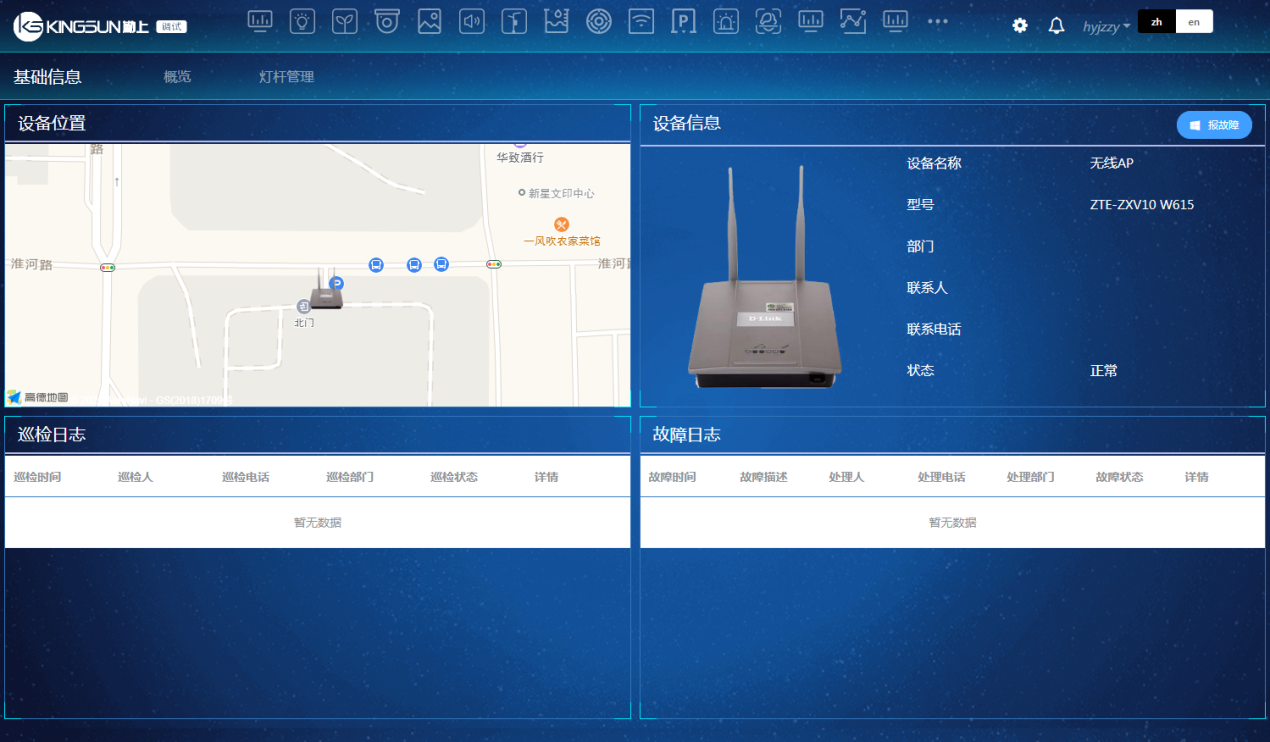 KINGSUN勤上 调试
P
hyjzzy
zh en
基础信息 概览 灯杆管理
设备位置
路
华致酒行
新星文印中心
一风吹农家菜馆
淮河路
淮河
北门
高德地图
- GS(2018)1709号
设备信息
报故障
设备名称 无线AP
型号 ZTE-ZXV10 W615
部门
联系人
联系电话
状态 正常
D-Link
巡检日志
巡检时间 巡检人 巡检电话 巡检部门 巡检状态 详情
暂无数据
故障日志
故障时间 故障描述 处理人 处理电话 处理部门 故障状态 详情
暂无数据